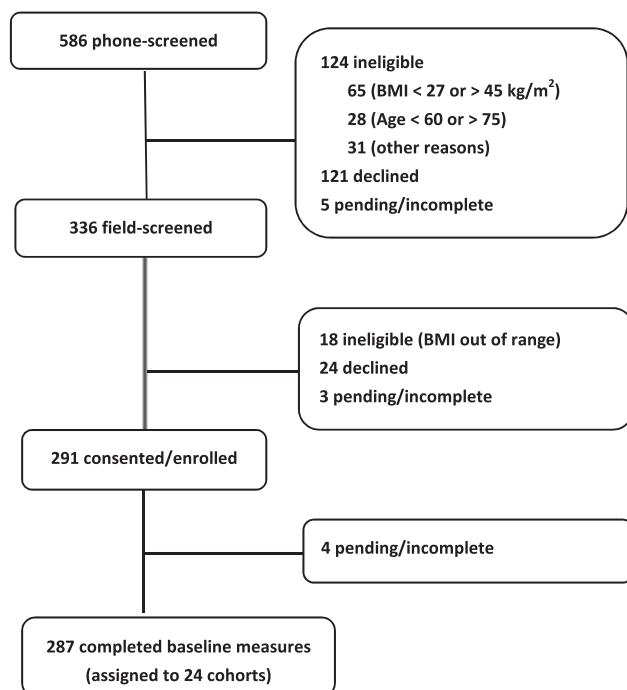 586 phone-screened
124 ineligible
65 (BMI < 27 or > 45 kg/m²)
28 (Age < 60 or > 75)
31 (other reasons)
121 declined
5 pending/incomplete
336 field-screened
18 ineligible (BMI out of range)
24 declined
3 pending/incomplete
291 consented/enrolled
4 pending/incomplete
287 completed baseline measures
(assigned to 24 cohorts)